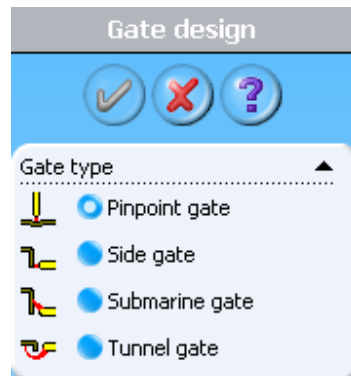 Gate design
?
Gate type
Pinpoint gate
Side gate
Submarine gate
Tunnel gate